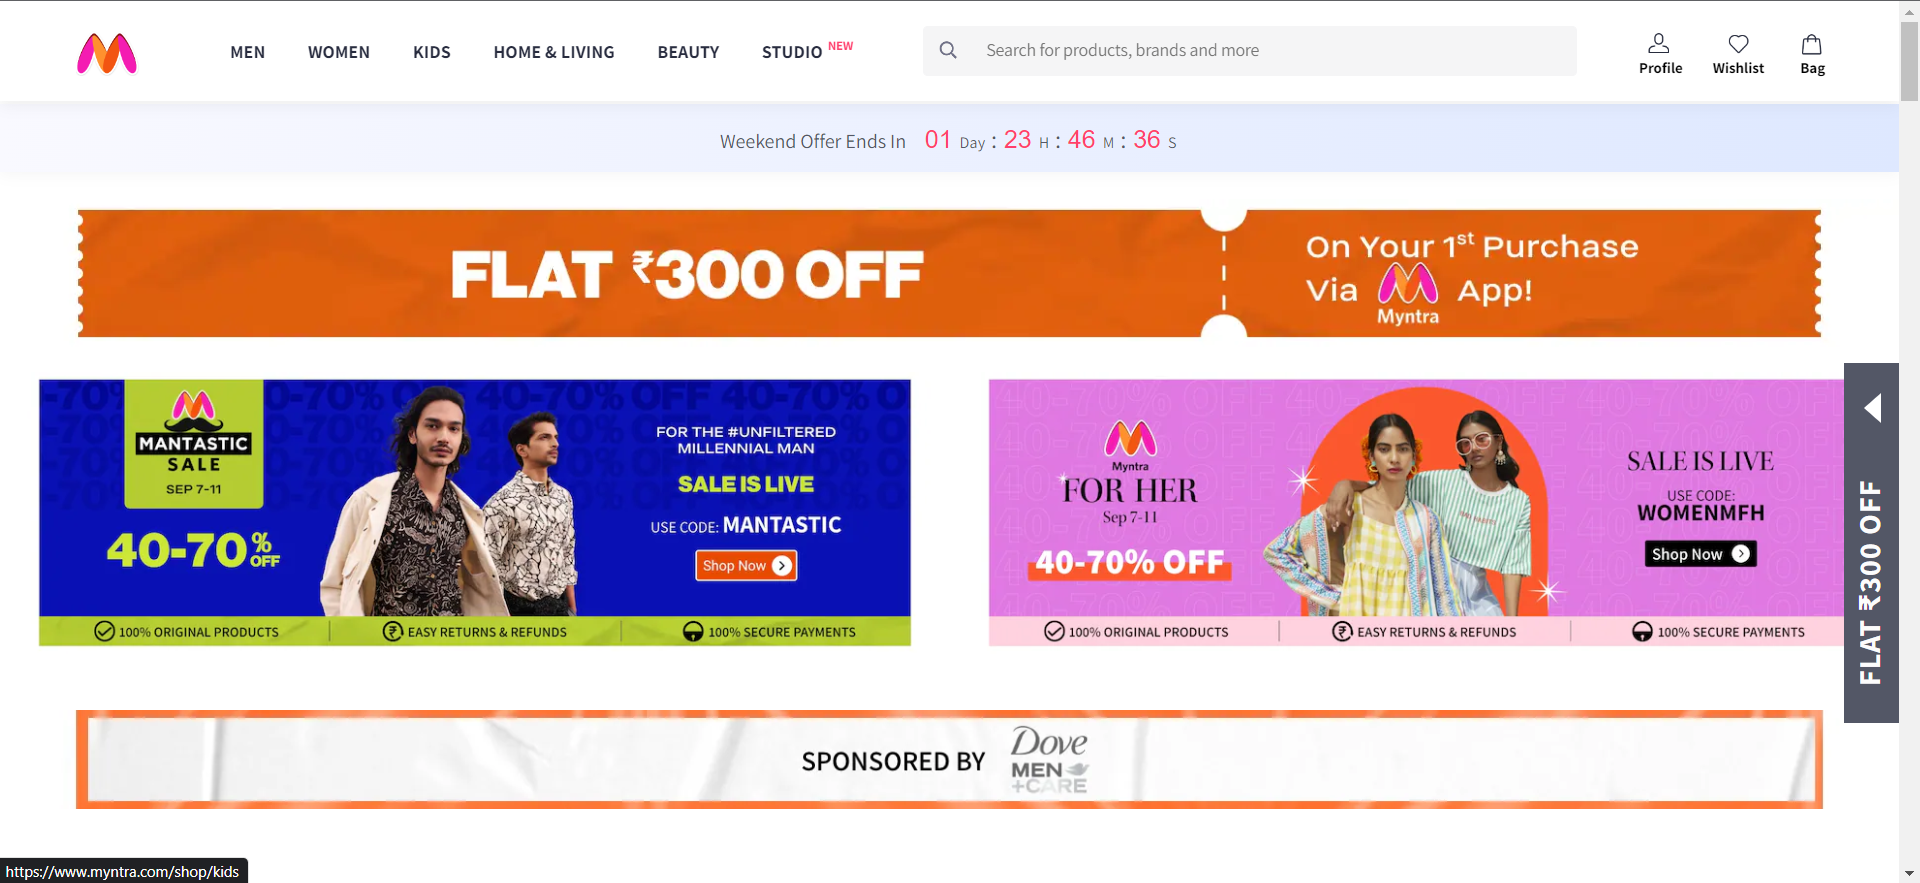 MEN
WOMEN
KIDS
HOME & LIVING
BEAUTY
STUDIO NEW
Search for products, brands and more
Profile
Wishlist
Bag
Weekend Offer Ends In 01 Day : 23 H : 46 M : 36 S
FLAT ₹300 OFF
On Your 1st Purchase
Via
App!
Myntra
MANTASTIC
SALE
SEP 7-11
40-70% OFF
FOR THE #UNFILTERED
MILLENNIAL MAN
SALE IS LIVE
USE CODE: MANTASTIC
Shop Now
100% ORIGINAL PRODUCTS
EASY RETURNS & REFUNDS
100% SECURE PAYMENTS
Myntra
FOR HER
Sep 7-11
40-70% OFF
SALE IS LIVE
USE CODE:
WOMENMFH
Shop Now
100% ORIGINAL PRODUCTS
EASY RETURNS & REFUNDS
100% SECURE PAYMENTS
FLAT ₹300 OFF
SPONSORED BY
Dove
MEN
+CARE
https://www.myntra.com/shop/kids